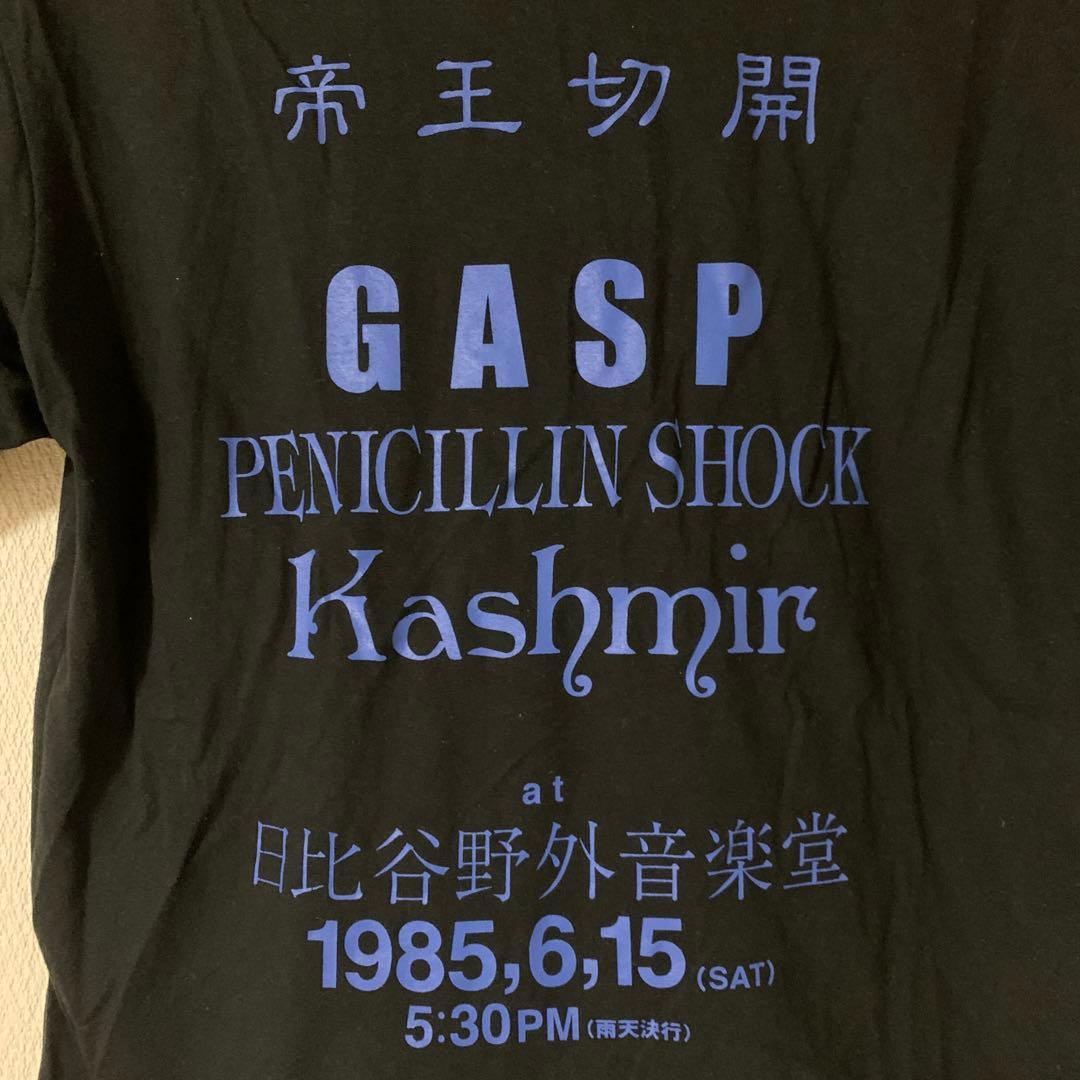 帝王切開
GASP
PENICILLIN SHOCK
Kashmir
at
日比谷野外音楽堂
1985,6,15(SAT)
5:30PM(雨天決行)